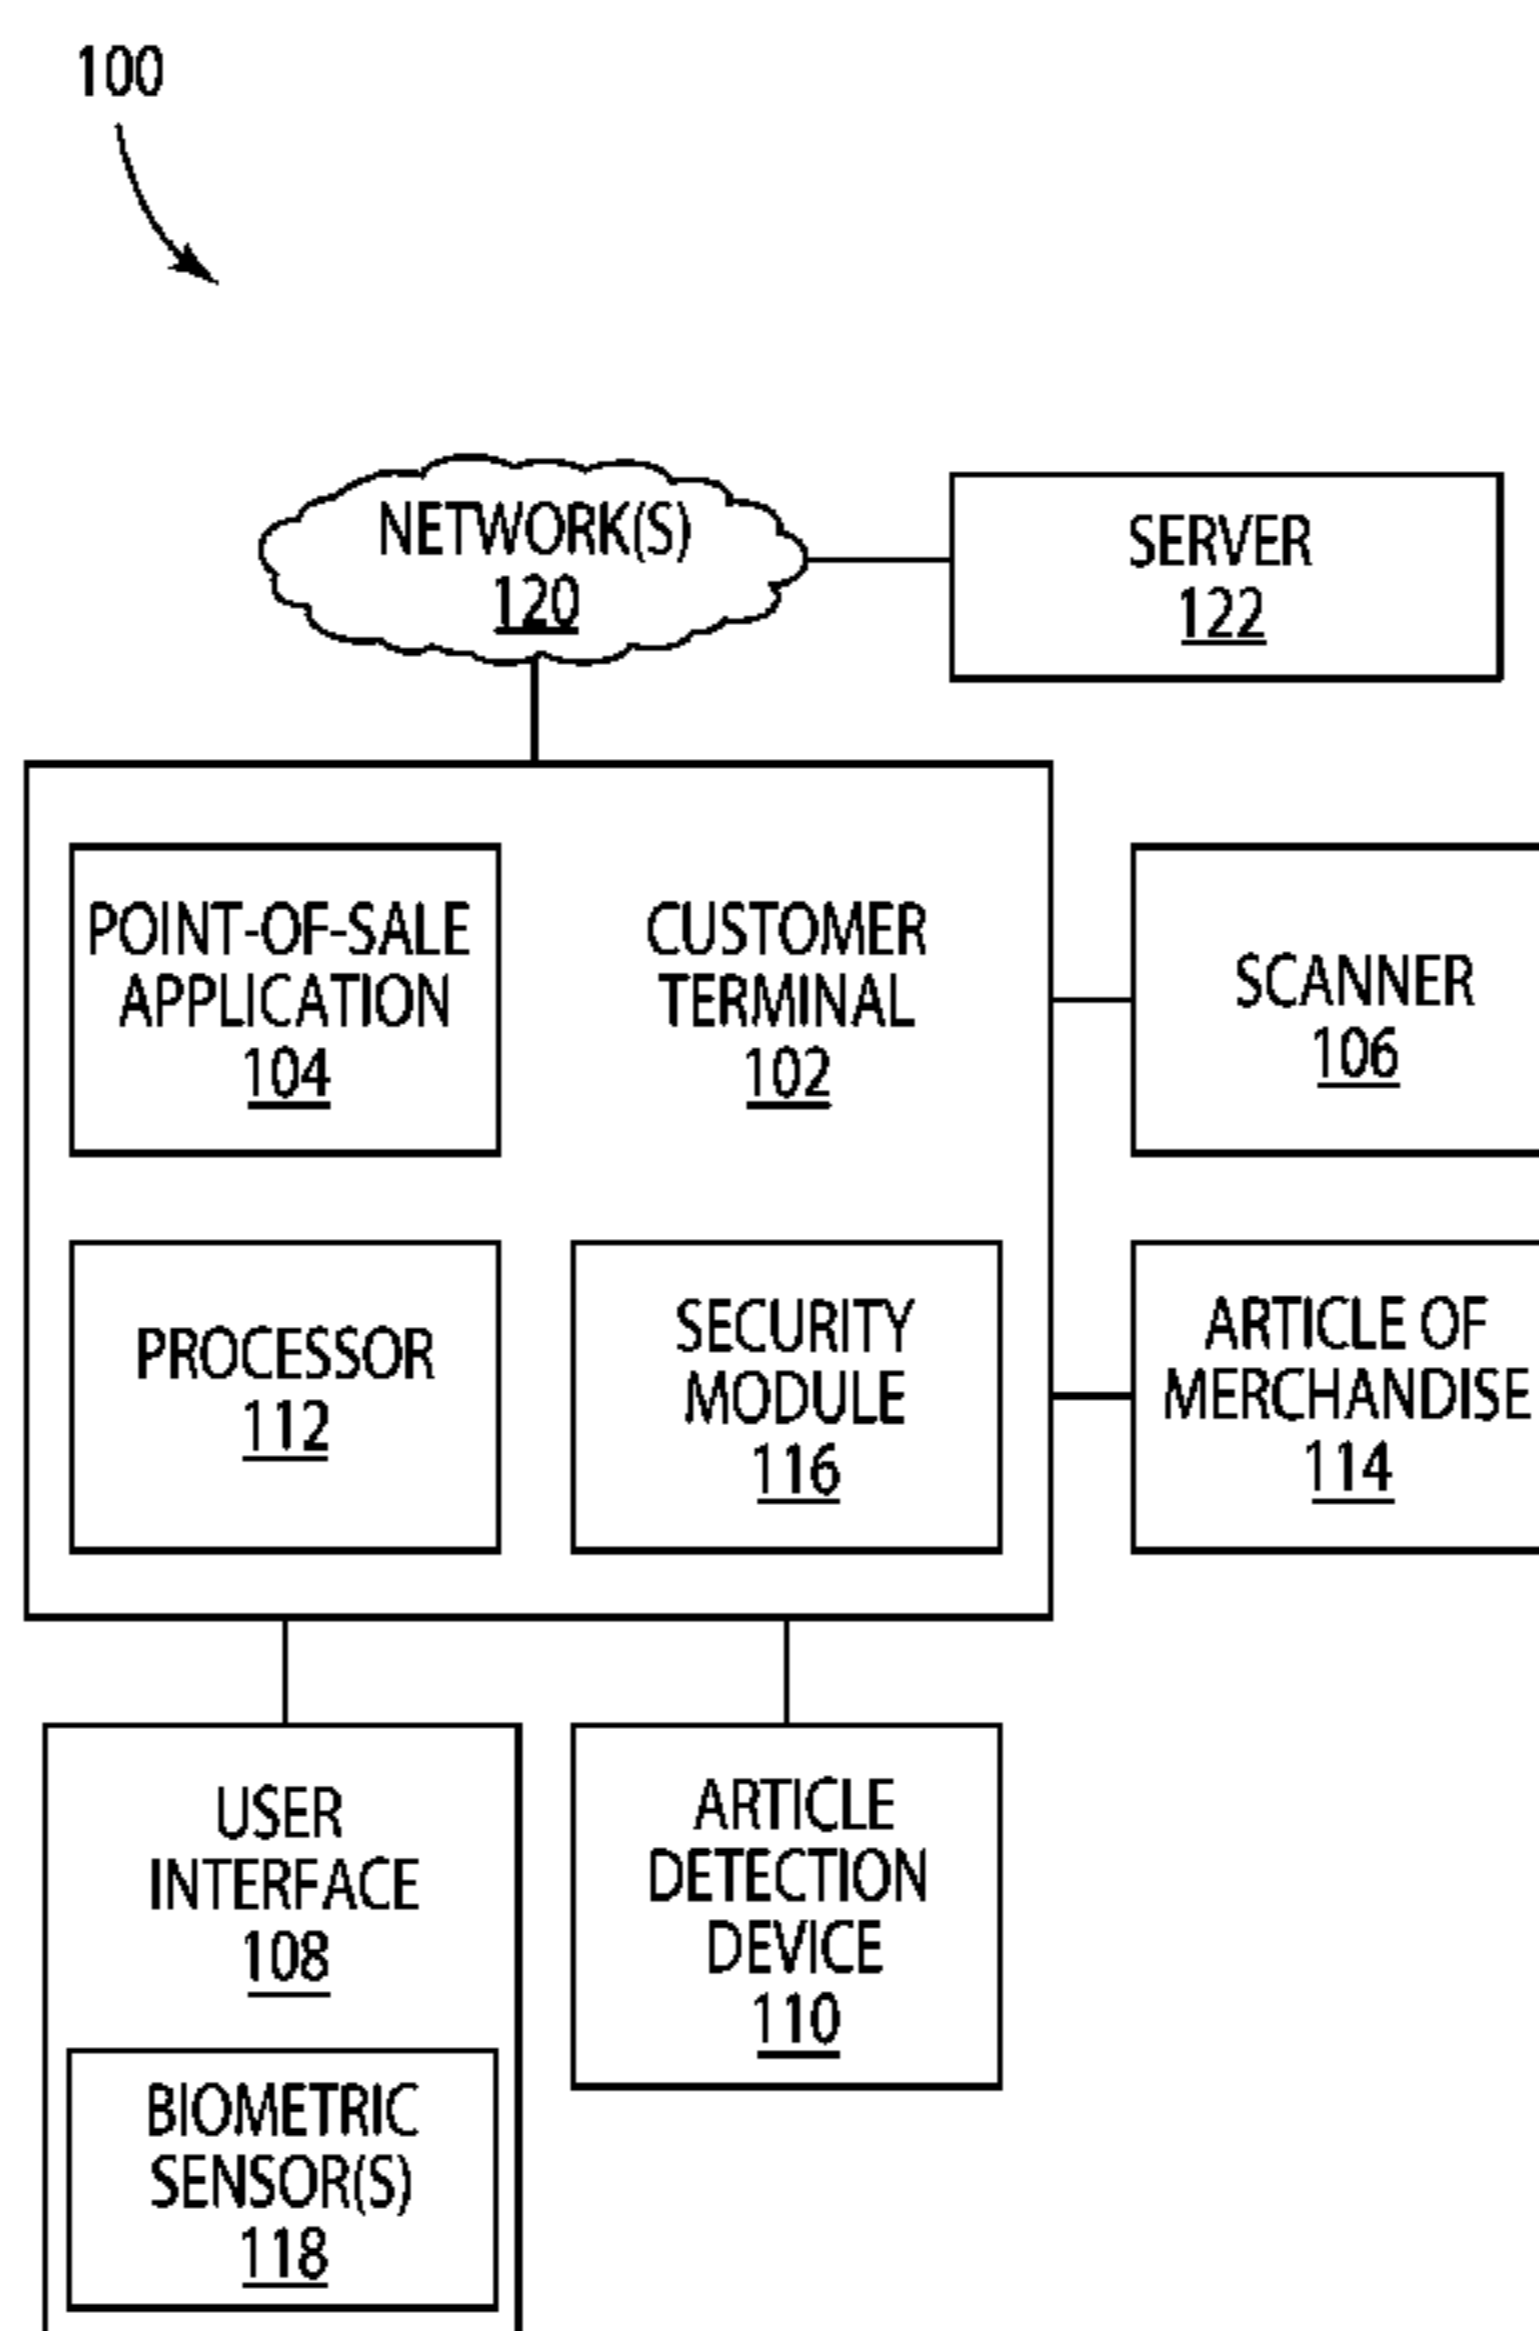 100
NETWORK(S)
120
SERVER
122
POINT-OF-SALE
APPLICATION
104
CUSTOMER
TERMINAL
102
SCANNER
106
PROCESSOR
112
SECURITY
MODULE
116
ARTICLE OF
MERCHANDISE
114
USER
INTERFACE
108
ARTICLE
DETECTION
DEVICE
110
BIOMETRIC
SENSOR(S)
118